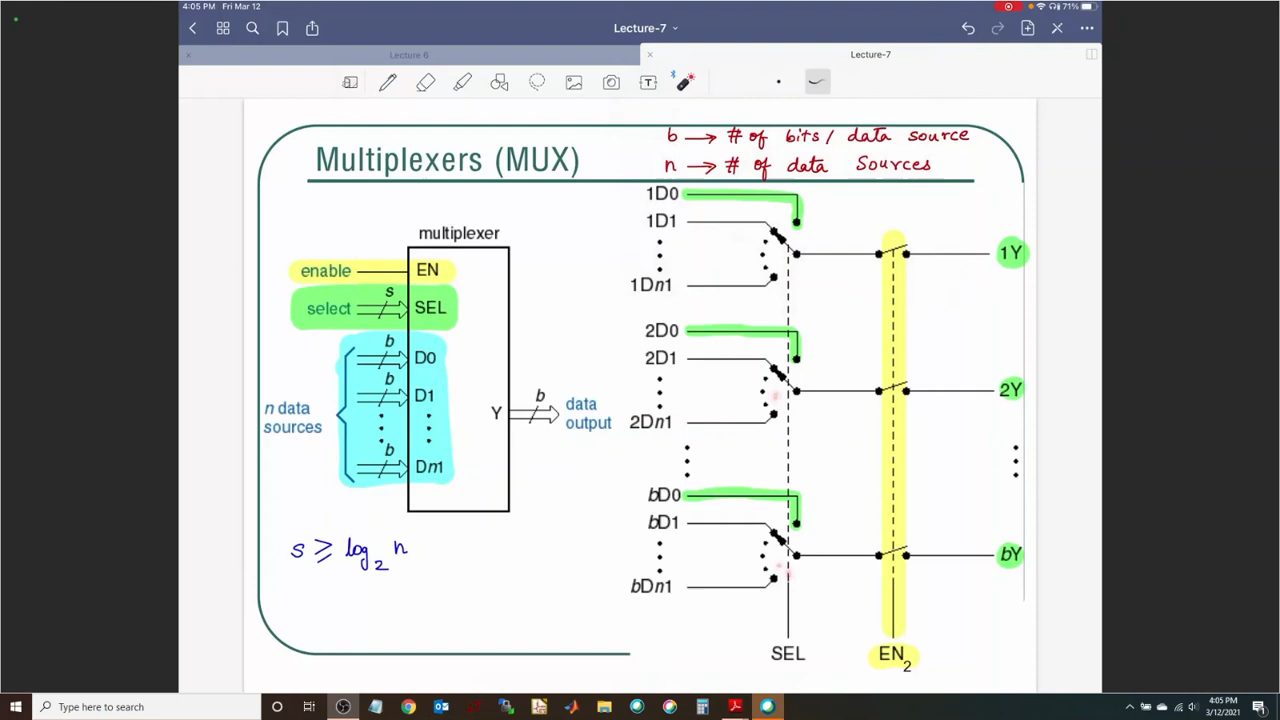 4:05 PM Fri Mar 12
71%
Lecture-7
Lecture 6
Lecture-7
Multiplexers (MUX)
b → # of bits/ data source
n → # of data Sources
multiplexer
enable
EN
select
s
SEL
b
D0
b
D1
n data
sources
b
Dn1
Y
b
data
output
s ≥ log₂ n
1D0
1D1
1Dn1
1Y
2D0
2D1
2Dn1
2Y
bD0
bD1
bDn1
bY
SEL
EN
2
Type here to search
4:05 PM
3/12/2021